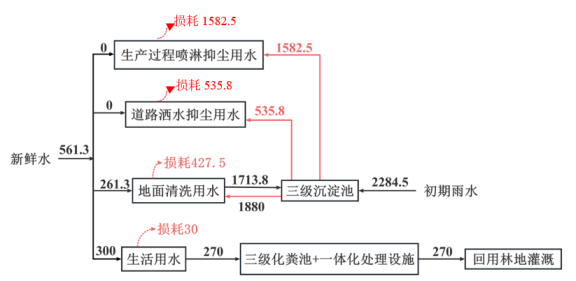 损耗 1582.5
0
生产过程喷淋抑尘用水
1582.5
损耗 535.8
0
道路洒水抑尘用水
535.8
新鲜水
561.3
损耗427.5
261.3
地面清洗用水
1713.8
1880
三级沉淀池
2284.5
初期雨水
损耗30
300
生活用水
270
三级化粪池+一体化处理设施
270
回用林地灌溉